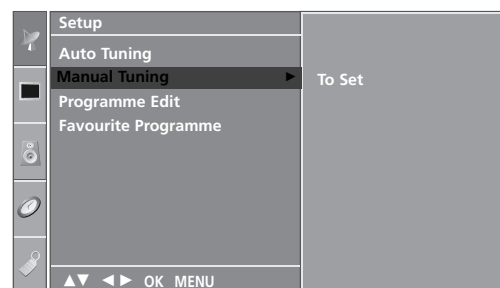 Setup
Auto Tuning
Manual Tuning ►
To Set
Programme Edit
Favourite Programme
▲▼ ◄► OK MENU